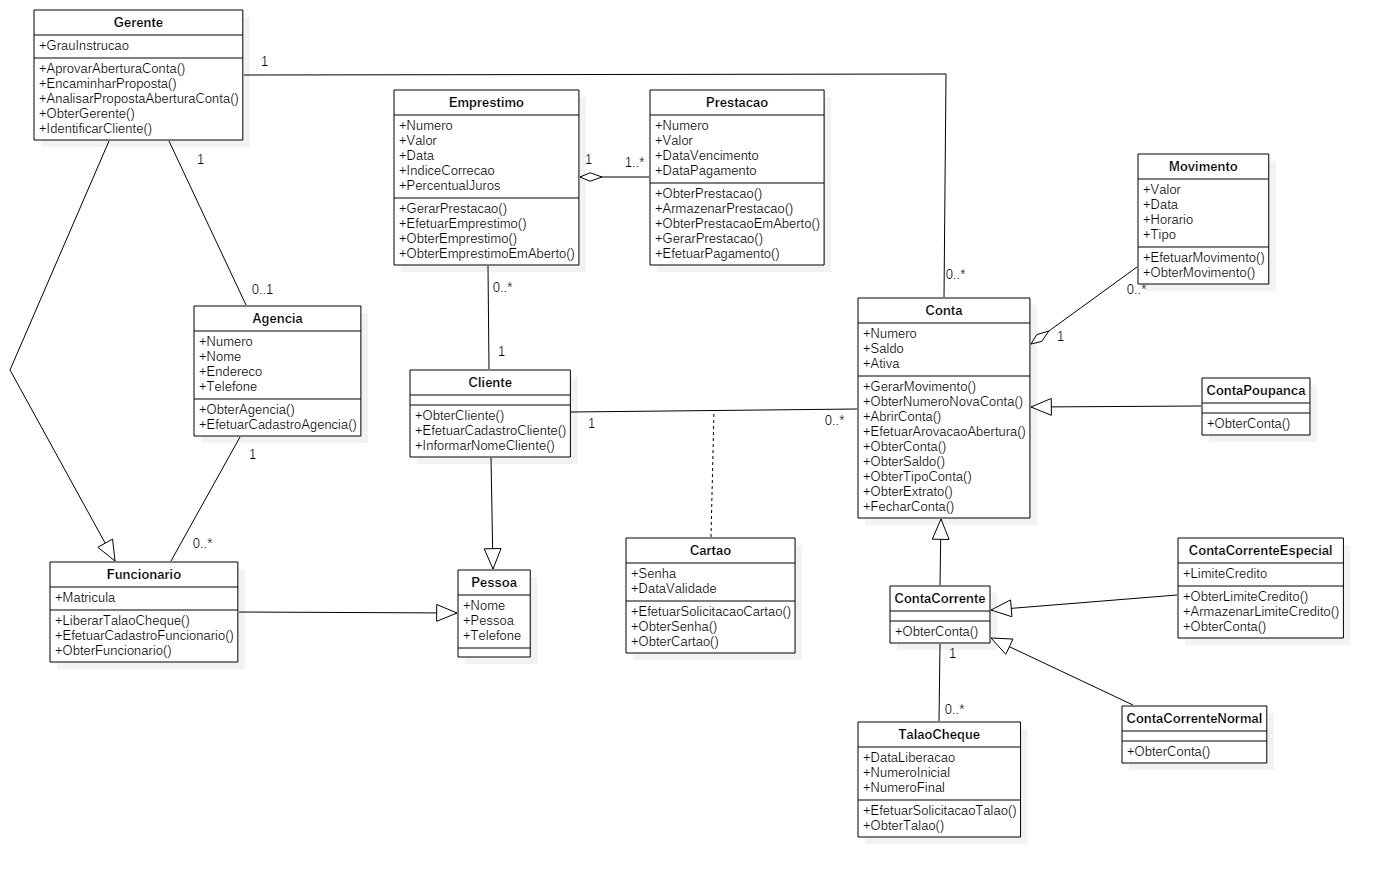 Gerente
+GrauInstrucao
+AprovarAberturaConta()
+EncaminharProposta()
+AnalisarPropostaAberturaConta()
+ObterGerente()
+IdentificarCliente()
1
1
0..1
Emprestimo
+Numero
+Valor
+Data
+IndiceCorrecao
+PercentualJuros
+GerarPrestacao()
+EfetuarEmprestimo()
+ObterEmprestimo()
+ObterEmprestimoEmAberto()
1
1..*
Prestacao
+Numero
+Valor
+DataVencimento
+DataPagamento
+ObterPrestacao()
+ArmazenarPrestacao()
+ObterPrestacaoEmAberto()
+GerarPrestacao()
+EfetuarPagamento()
Movimento
+Valor
+Data
+Horario
+Tipo
+EfetuarMovimento()
+ObterMovimento()
0..*
0..*
1
0..*
1
Agencia
+Numero
+Nome
+Endereco
+Telefone
+ObterAgencia()
+EfetuarCadastroAgencia()
1
0..*
Cliente
+ObterCliente()
+EfetuarCadastroCliente()
+InformarNomeCliente()
1
0..*
Conta
+Numero
+Saldo
+Ativa
+GerarMovimento()
+ObterNumeroNovaConta()
+AbrirConta()
+EfetuarArovacaoAbertura()
+ObterConta()
+ObterSaldo()
+ObterTipoConta()
+ObterExtrato()
+FecharConta()
ContaPoupanca
+ObterConta()
Funcionario
+Matricula
+LiberarTalaoCheque()
+EfetuarCadastroFuncionario()
+ObterFuncionario()
Pessoa
+Nome
+Pessoa
+Telefone
Cartao
+Senha
+DataValidade
+EfetuarSolicitacaoCartao()
+ObterSenha()
+ObterCartao()
ContaCorrente
+ObterConta()
ContaCorrenteEspecial
+LimiteCredito
+ObterLimiteCredito()
+ArmazenarLimiteCredito()
+ObterConta()
1
0..*
ContaCorrenteNormal
+ObterConta()
TalaoCheque
+DataLiberacao
+NumeroInicial
+NumeroFinal
+EfetuarSolicitacaoTalao()
+ObterTalao()